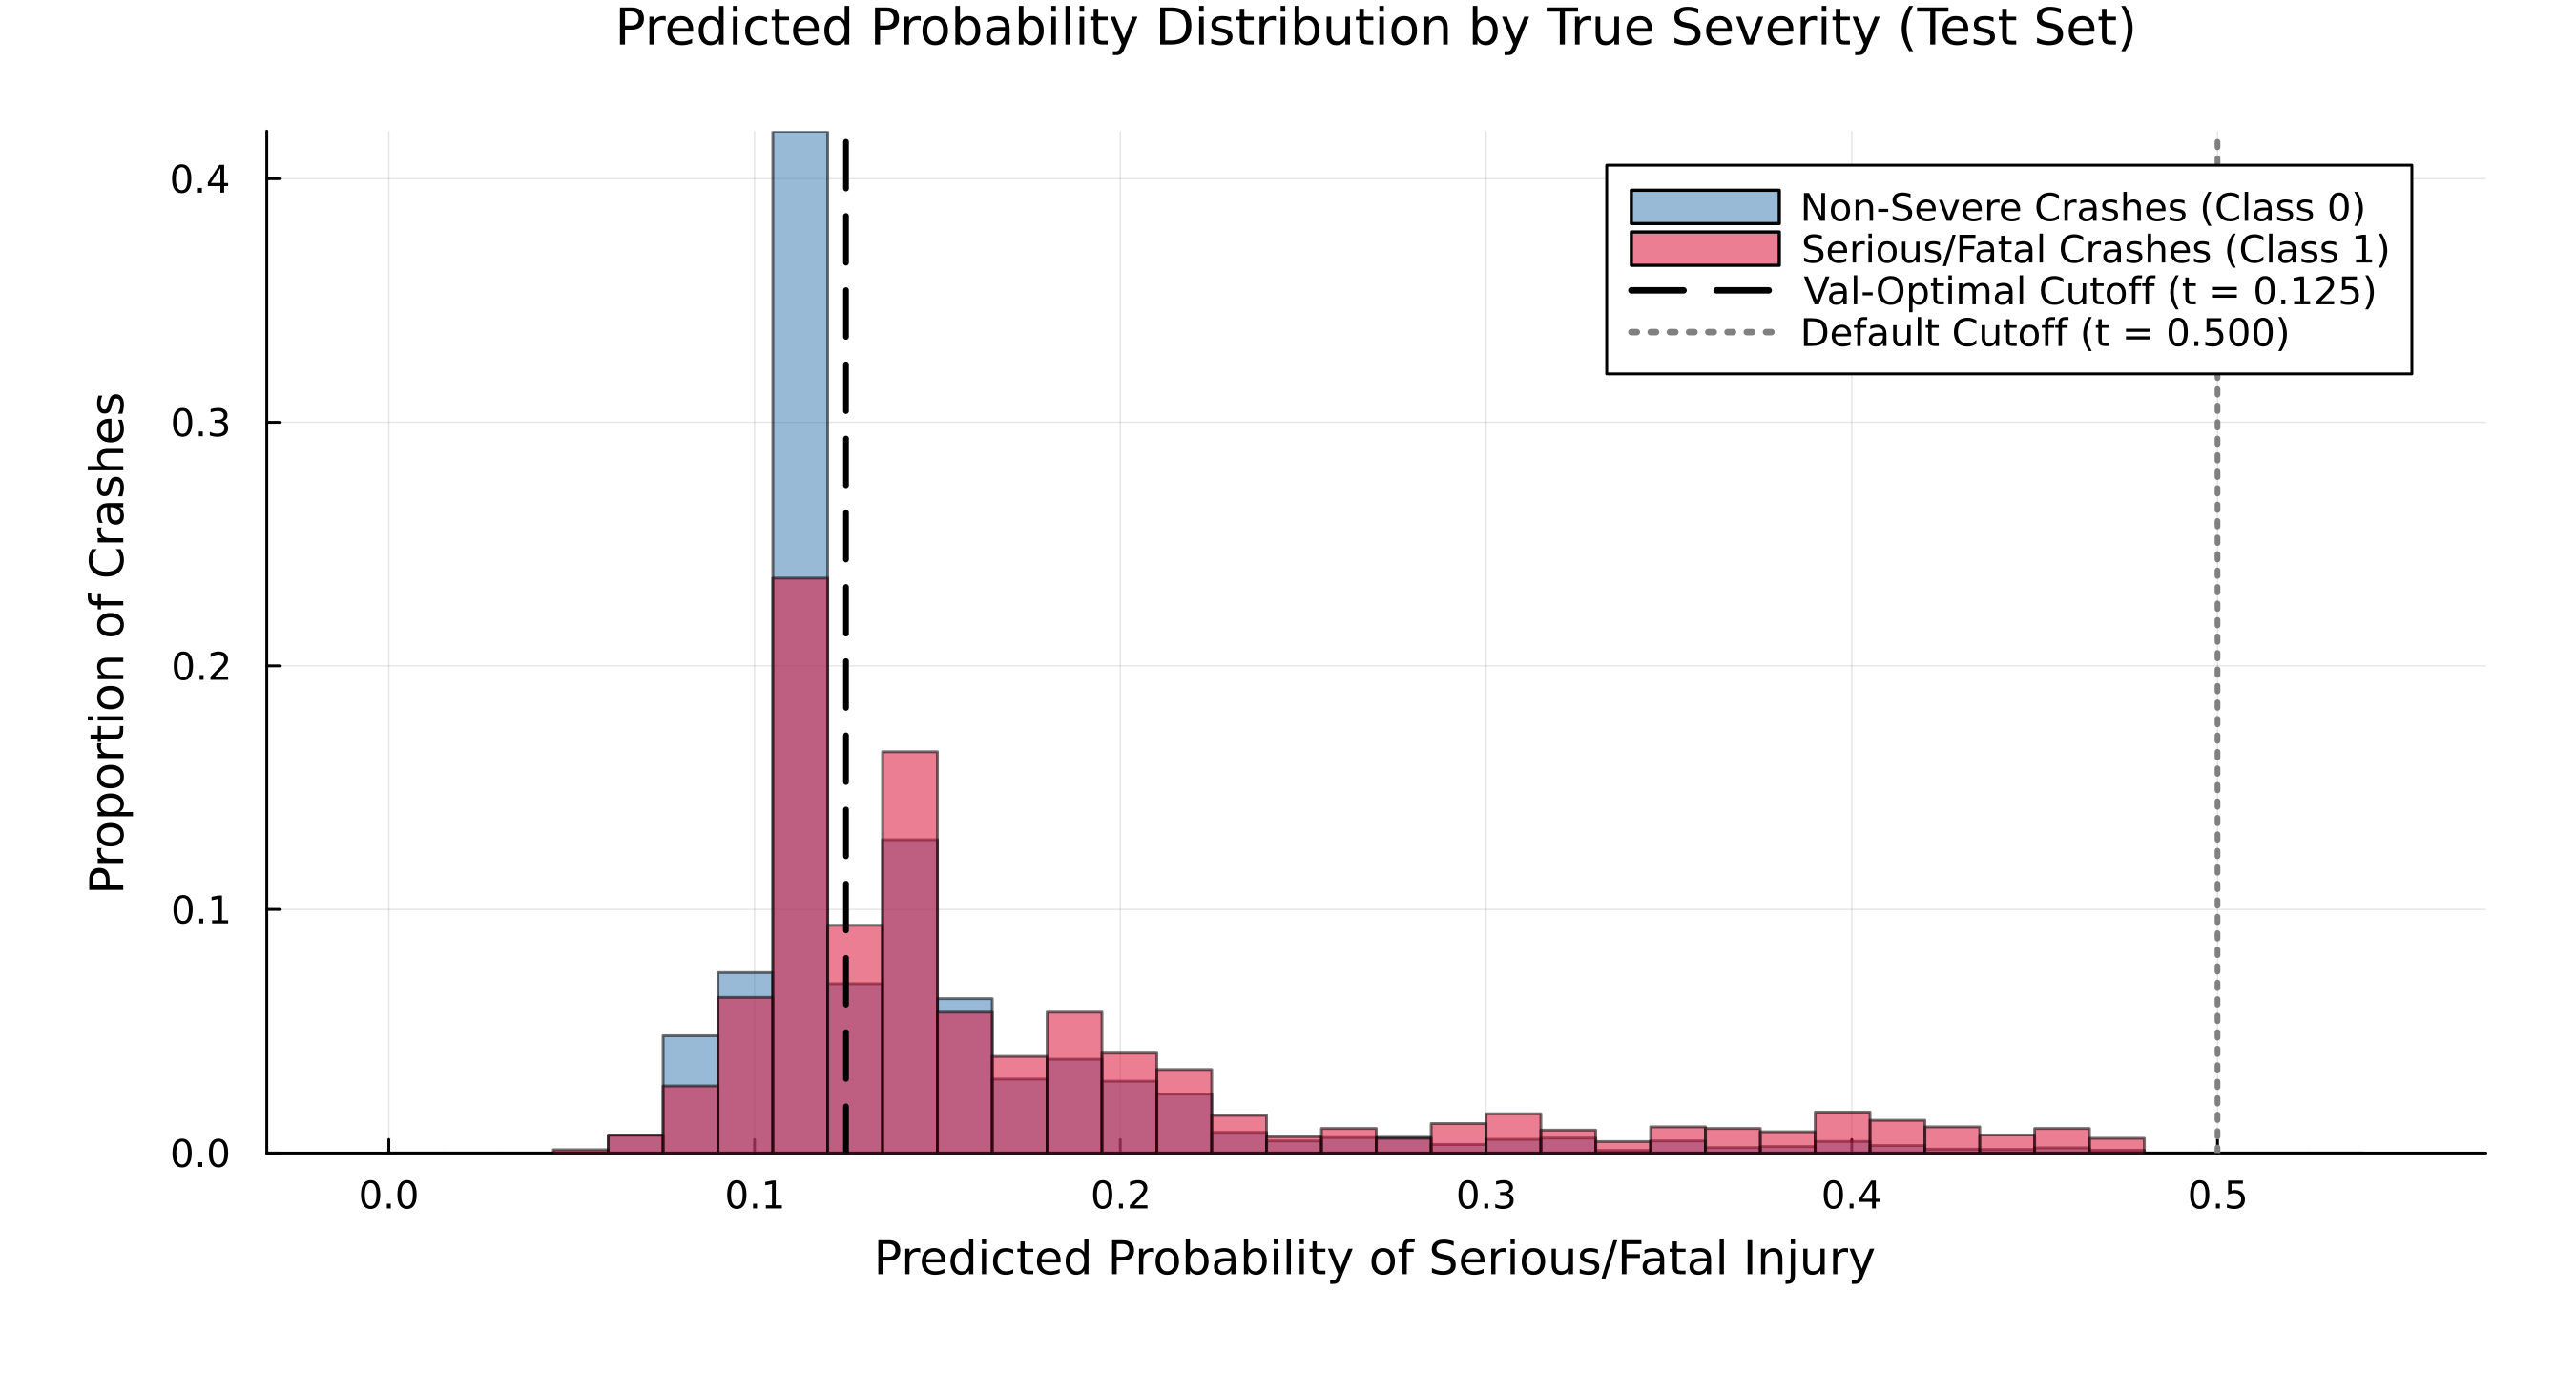 Predicted Probability Distribution by True Severity (Test Set)
Non-Severe Crashes (Class 0)
Serious/Fatal Crashes (Class 1)
Val-Optimal Cutoff (t = 0.125)
Default Cutoff (t = 0.500)
Proportion of Crashes
0.4
0.3
0.2
0.1
0.0
0.0 0.1 0.2 0.3 0.4 0.5
Predicted Probability of Serious/Fatal Injury